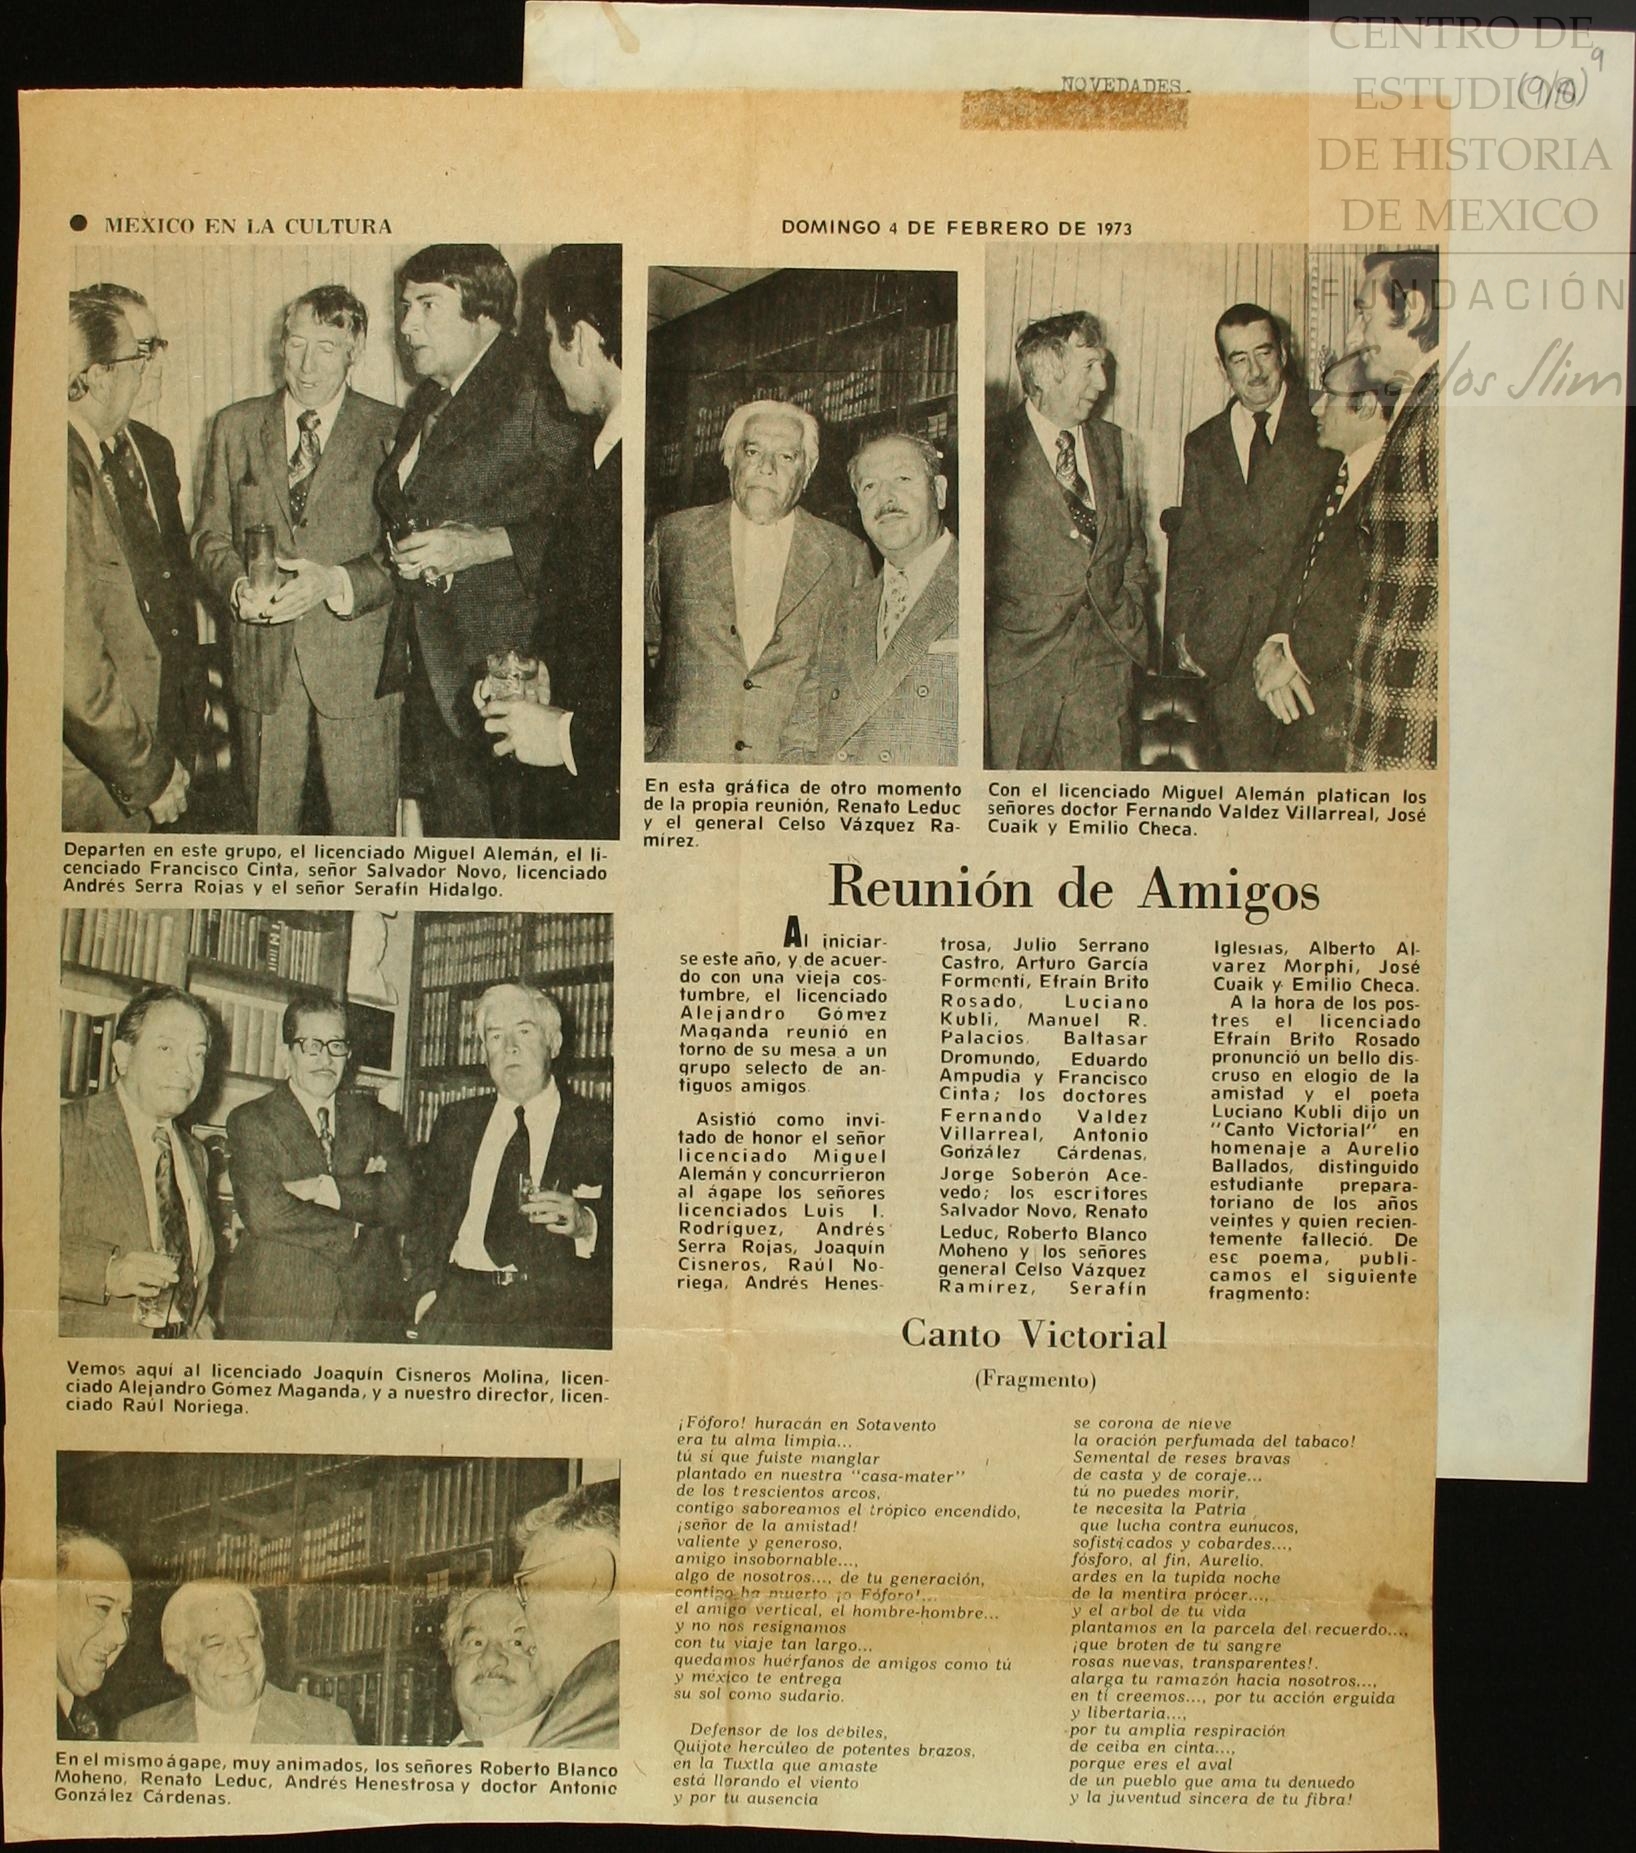 CENTRO DE
ESTUDIOS
DE HISTORIA
DE MEXICO
FUNDACIÓN
Carlos Slim
NOVEDADES.
● MEXICO EN LA CULTURA
DOMINGO 4 DE FEBRERO DE 1973
Departen en este grupo, el licenciado Miguel Alemán, el li-
cenciado Francisco Cinta, señor Salvador Novo, licenciado
Andrés Serra Rojas y el señor Serafín Hidalgo.
En esta gráfica de otro momento
de la propia reunión, Renato Leduc
y el general Celso Vázquez Ra-
mírez.
Con el licenciado Miguel Alemán platican los
señores doctor Fernando Valdez Villarreal, José
Cuaik y Emilio Checa.
Vemos aquí al licenciado Joaquín Cisneros Molina, licen-
ciado Alejandro Gómez Maganda, y a nuestro director, licen-
ciado Raúl Noriega.
En el mismo ágape, muy animados, los señores Roberto Blanco
Moheno, Renato Leduc, Andrés Henestrosa y doctor Antonio
González Cárdenas.
Reunión de Amigos
Al iniciar-
se este año, y de acuer-
do con una vieja cos-
tumbre, el licenciado
Alejandro Gómez
Maganda reunió en
torno de su mesa a un
grupo selecto de an-
tiguos amigos.
Asistió como invi-
tado de honor el señor
licenciado Miguel
Alemán y concurrieron
al ágape los señores
licenciados Luis I.
Rodríguez, Andrés
Serra Rojas, Joaquín
Cisneros, Raúl No-
riega, Andrés Henes-
trosa, Julio Serrano
Castro, Arturo García
Formenti, Efraín Brito
Rosado, Luciano
Kubli, Manuel R.
Palacios, Baltasar
Dromundo, Eduardo
Ampudia y Francisco
Cinta; los doctores
Fernando Valdez
Villarreal, Antonio
González Cárdenas,
Jorge Soberón Ace-
vedo; los escritores
Salvador Novo, Renato
Leduc, Roberto Blanco
Moheno y los señores
general Celso Vázquez
Ramírez, Serafín
Iglesias, Alberto Al-
varez Morphi, José
Cuaik y Emilio Checa.
A la hora de los pos-
tres el licenciado
Efraín Brito Rosado
pronunció un bello dis-
cruso en elogio de la
amistad y el poeta
Luciano Kubli dijo un
"Canto Victorial" en
homenaje a Aurelio
Ballados, distinguido
estudiante prepara-
toriano de los años
veintes y quien recien-
temente falleció. De
ese poema, publi-
camos el siguiente
fragmento:
Canto Victorial
(Fragmento)
¡Fóforo! huracán en Sotavento
era tu alma limpia...
tú sí que fuiste manglar
plantado en nuestra "casa-mater"
de los trescientos arcos,
contigo saboreamos el trópico encendido,
¡señor de la amistad!
valiente y generoso,
amigo insobornable...,
algo de nosotros..., de tu generación,
contigo ha muerto ¡o Fóforo!...
el amigo vertical, el hombre-hombre...
y no nos resignamos
con tu viaje tan largo...
quedamos huérfanos de amigos como tú
y méxico te entrega
su sol como sudario.
Defensor de los débiles,
Quijote hercúleo de potentes brazos,
en la Tuxtla que amaste
está llorando el viento
y por tu ausencia
se corona de nieve
la oración perfumada del tabaco!
Semental de reses bravas
de casta y de coraje...
tú no puedes morir,
te necesita la Patria
que lucha contra eunucos,
sofisticados y cobardes...,
fósforo, al fin, Aurelio,
ardes en la tupida noche
de la mentira prócer...,
y el arbol de tu vida
plantamos en la parcela del recuerdo...,
¡que broten de tu sangre
rosas nuevas, transparentes!.
alarga tu ramazón hacia nosotros...,
en tí creemos..., por tu acción erguida
y libertaria...,
por tu amplia respiración
de ceiba en cinta...,
porque eres el aval
de un pueblo que ama tu denuedo
y la juventud sincera de tu fibra!